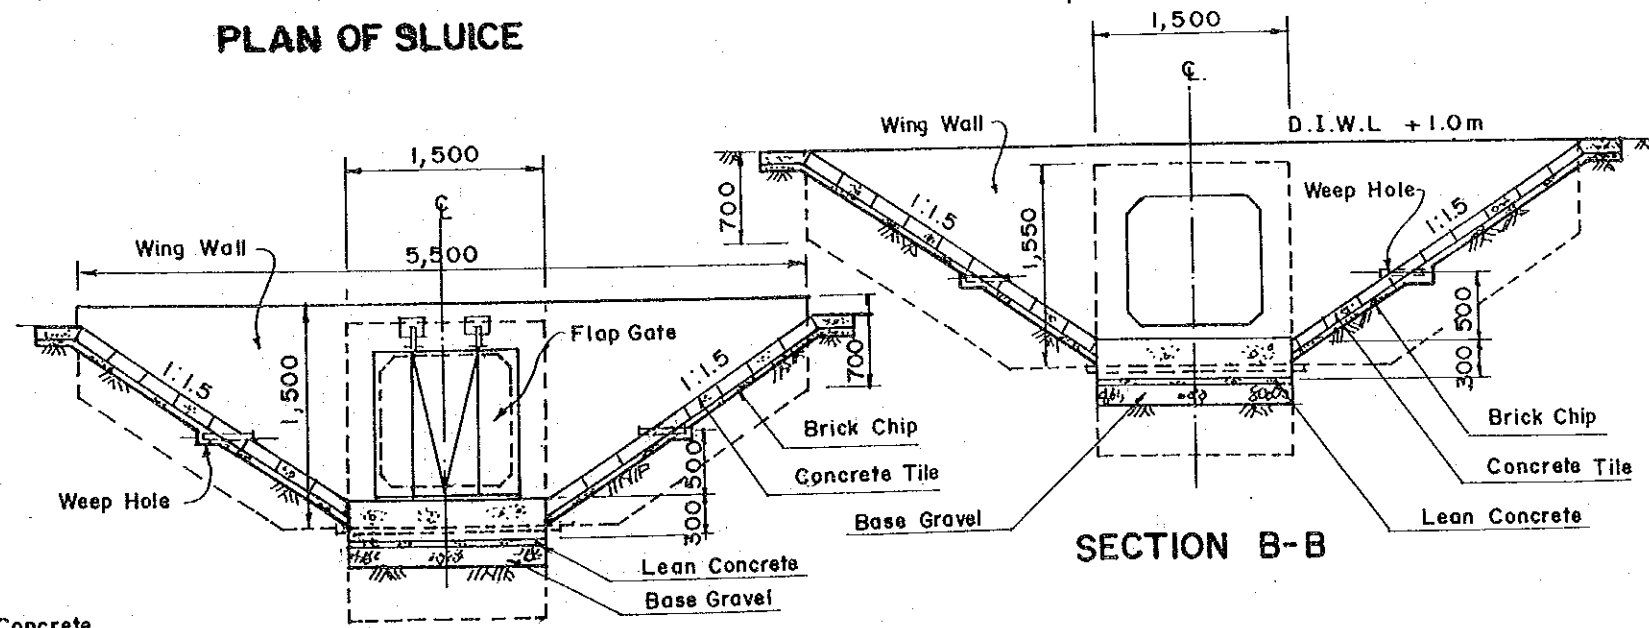 PLAN OF SLUICE
1,500
℄
Wing Wall
5,500
Flap Gate
1:1.5
1:1.5
1,500
700
Brick Chip
Concrete Tile
Weep Hole
500
300
Lean Concrete
Base Gravel
Concrete
1,500
℄
Wing Wall
D.I.W.L +1.0m
700
1:1.5
Weep Hole
1:1.5
1,550
500
300
Brick Chip
Concrete Tile
Base Gravel
Lean Concrete
SECTION B-B